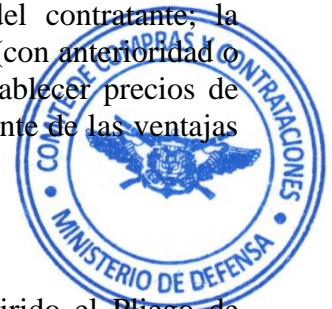 del contratante; la
(con anterioridad o
ablecer precios de
nte de las ventajas
COMITE DE COMPRAS Y CONTRATACIONES
MINISTERIO DE DEFENSA
irido el Pliego de